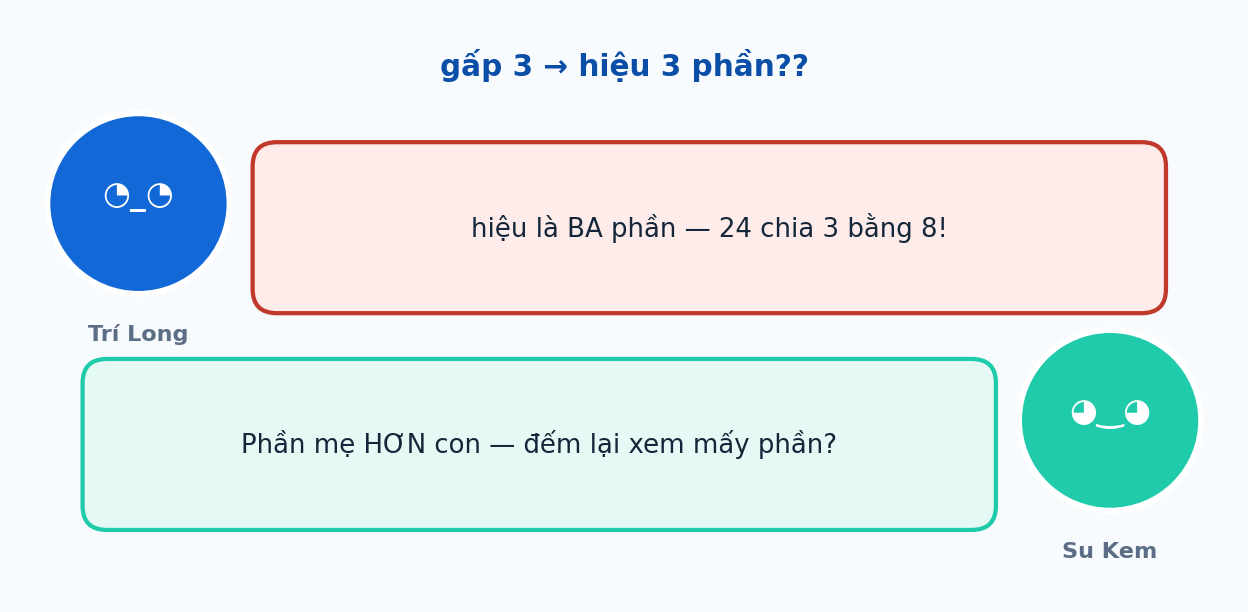 gấp 3 → hiệu 3 phần??
hiệu là BA phần — 24 chia 3 bằng 8!
Trí Long
Phần mẹ HƠN con — đếm lại xem mấy phần?
Su Kem